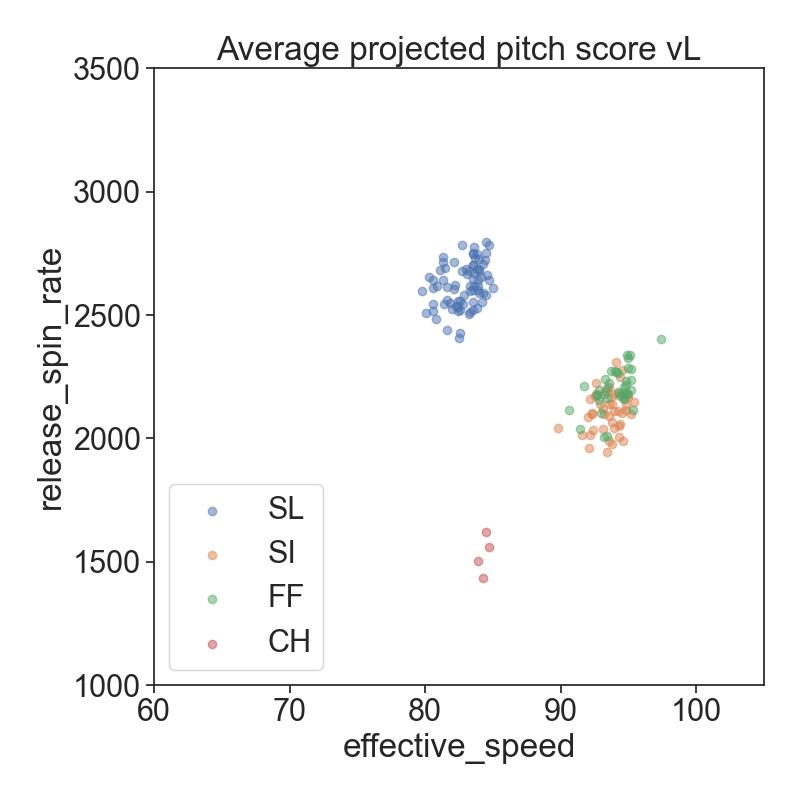 Average projected pitch score vL
3500
3000
2500
2000
1500
1000
release_spin_rate
SL
SI
FF
CH
60
70
80
90
100
effective_speed